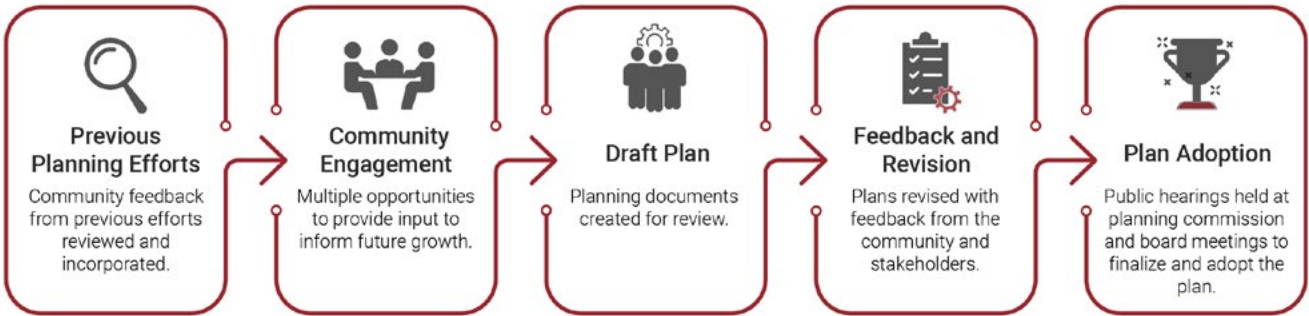 Previous
Planning Efforts
Community feedback
from previous efforts
reviewed and
incorporated.
Community
Engagement
Multiple opportunities
to provide input to
inform future growth.
Draft Plan
Planning documents
created for review.
Feedback and
Revision
Plans revised with
feedback from the
community and
stakeholders.
Plan Adoption
Public hearings held at
planning commission
and board meetings to
finalize and adopt the
plan.